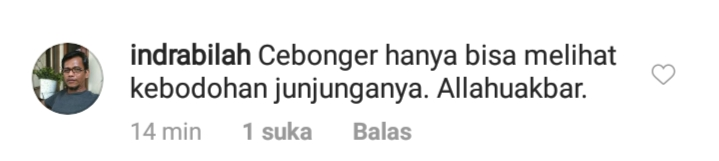 indrabilah Cebonger hanya bisa melihat
kebodohan junjunganya. Allahuakbar.
14 min 1 suka Balas